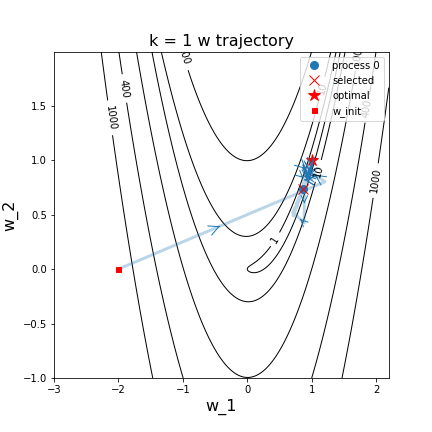 k = 1 w trajectory
process 0
selected
optimal
w_init
1000
400
10
1
1000
1.5
1.0
0.5
0.0
−0.5
−1.0
−3
−2
−1
0
1
2
w_2
w_1